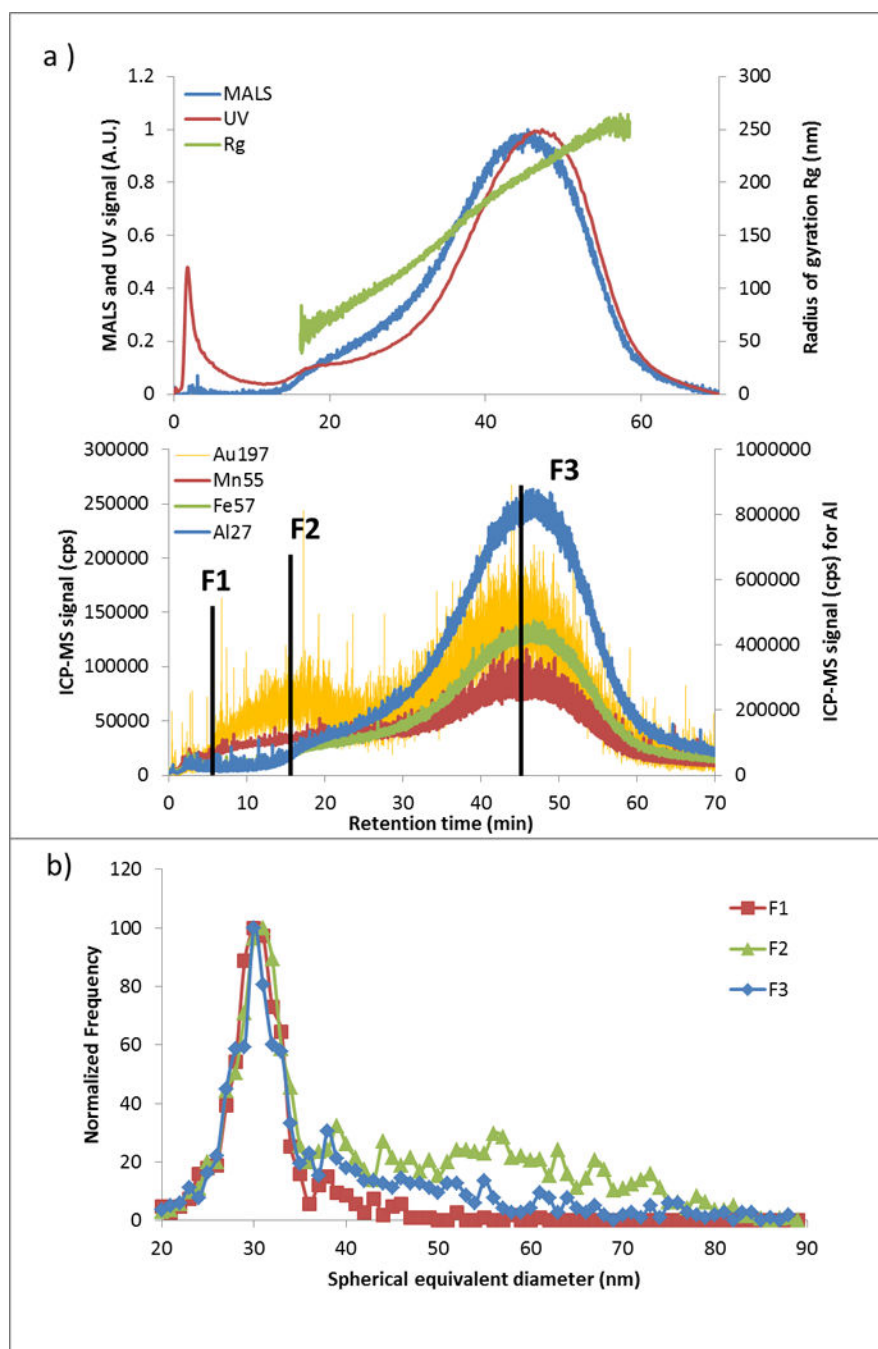 a )
MALS
UV
Rg
MALS and UV signal (A.U.)
1.2
1
0.8
0.6
0.4
0.2
0
Radius of gyration Rg (nm)
300
250
200
150
100
50
0
0 20 40 60
Au197
Mn55
Fe57
Al27
F1
F2
F3
ICP-MS signal (cps)
300000
250000
200000
150000
100000
50000
0
ICP-MS signal (cps) for Al
1000000
800000
600000
400000
200000
0
0 10 20 30 40 50 60 70
Retention time (min)
b)
Normalized Frequency
120
100
80
60
40
20
0
F1
F2
F3
20 30 40 50 60 70 80 90
Spherical equivalent diameter (nm)